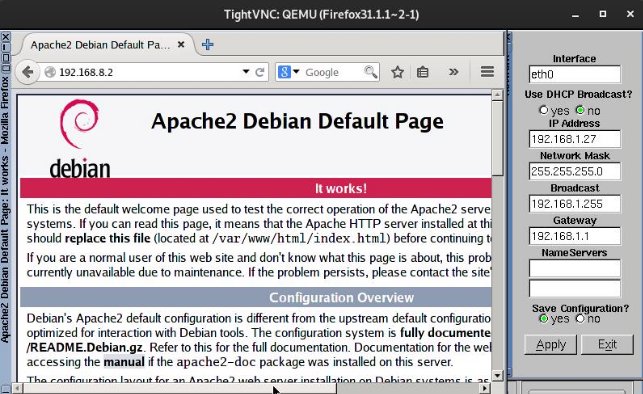 TightVNC: QEMU (Firefox31.1.1~2-1)
Apache2 Debian Default Page: It works - Mozilla Firefox
Apache2 Debian Default Pa...
192.168.8.2
Google
debian
Apache2 Debian Default Page
It works!
This is the default welcome page used to test the correct operation of the Apache2 serve
systems. If you can read this page, it means that the Apache HTTP server installed at this
should replace this file (located at /var/www/html/index.html) before continuing to
If you are a normal user of this web site and don't know what this page is about, this prob
currently unavailable due to maintenance. If the problem persists, please contact the site'
Configuration Overview
Debian's Apache2 default configuration is different from the upstream default configuratio
optimized for interaction with Debian tools. The configuration system is fully documente
/README.Debian.gz. Refer to this for the full documentation. Documentation for the web
accessing the manual if the apache2-doc package was installed on this server.
The configuration layout for an Apache2 web server installation on Debian systems is as
Interface
eth0
Use DHCP Broadcast?
yes no
IP Address
192.168.1.27
Network Mask
255.255.255.0
Broadcast
192.168.1.255
Gateway
192.168.1.1
NameServers
Save Configuration?
yes no
Apply Exit